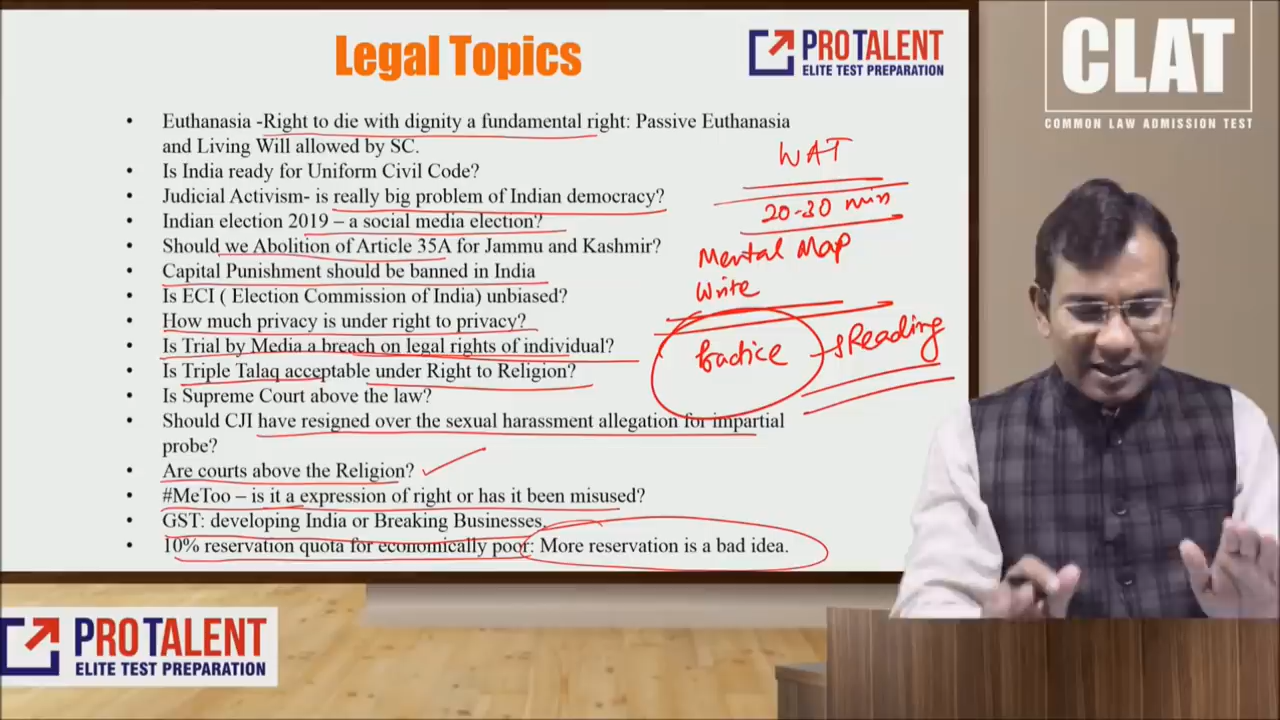 Legal Topics
PROTALENT
ELITE TEST PREPARATION
CLAT
COMMON LAW ADMISSION TEST
• Euthanasia -Right to die with dignity a fundamental right: Passive Euthanasia
and Living Will allowed by SC.
• Is India ready for Uniform Civil Code?
• Judicial Activism- is really big problem of Indian democracy?
• Indian election 2019 – a social media election?
• Should we Abolition of Article 35A for Jammu and Kashmir?
• Capital Punishment should be banned in India
• Is ECI ( Election Commission of India) unbiased?
• How much privacy is under right to privacy?
• Is Trial by Media a breach on legal rights of individual?
• Is Triple Talaq acceptable under Right to Religion?
• Is Supreme Court above the law?
• Should CJI have resigned over the sexual harassment allegation for impartial
probe?
• Are courts above the Religion?
• #MeToo – is it a expression of right or has it been misused?
• GST: developing India or Breaking Businesses.
• 10% reservation quota for economically poor: More reservation is a bad idea.
WAT
20-30 min
Mental Map
Write
Practice → Reading
PROTALENT
ELITE TEST PREPARATION